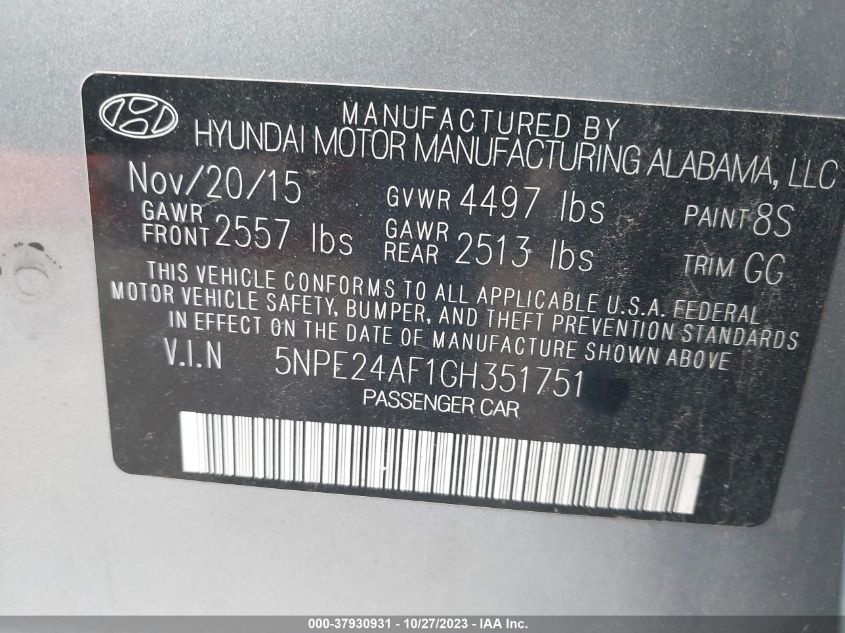 MANUFACTURED BY
HYUNDAI MOTOR MANUFACTURING ALABAMA, LLC
Nov/20/15 GVWR 4497 lbs PAINT 8S
GAWR FRONT 2557 lbs GAWR REAR 2513 lbs TRIM GG
THIS VEHICLE CONFORMS TO ALL APPLICABLE U.S.A. FEDERAL
MOTOR VEHICLE SAFETY, BUMPER, AND THEFT PREVENTION STANDARDS
IN EFFECT ON THE DATE OF MANUFACTURE SHOWN ABOVE
V.I.N 5NPE24AF1GH351751
PASSENGER CAR
000-37930931 - 10/27/2023 - IAAI.COM